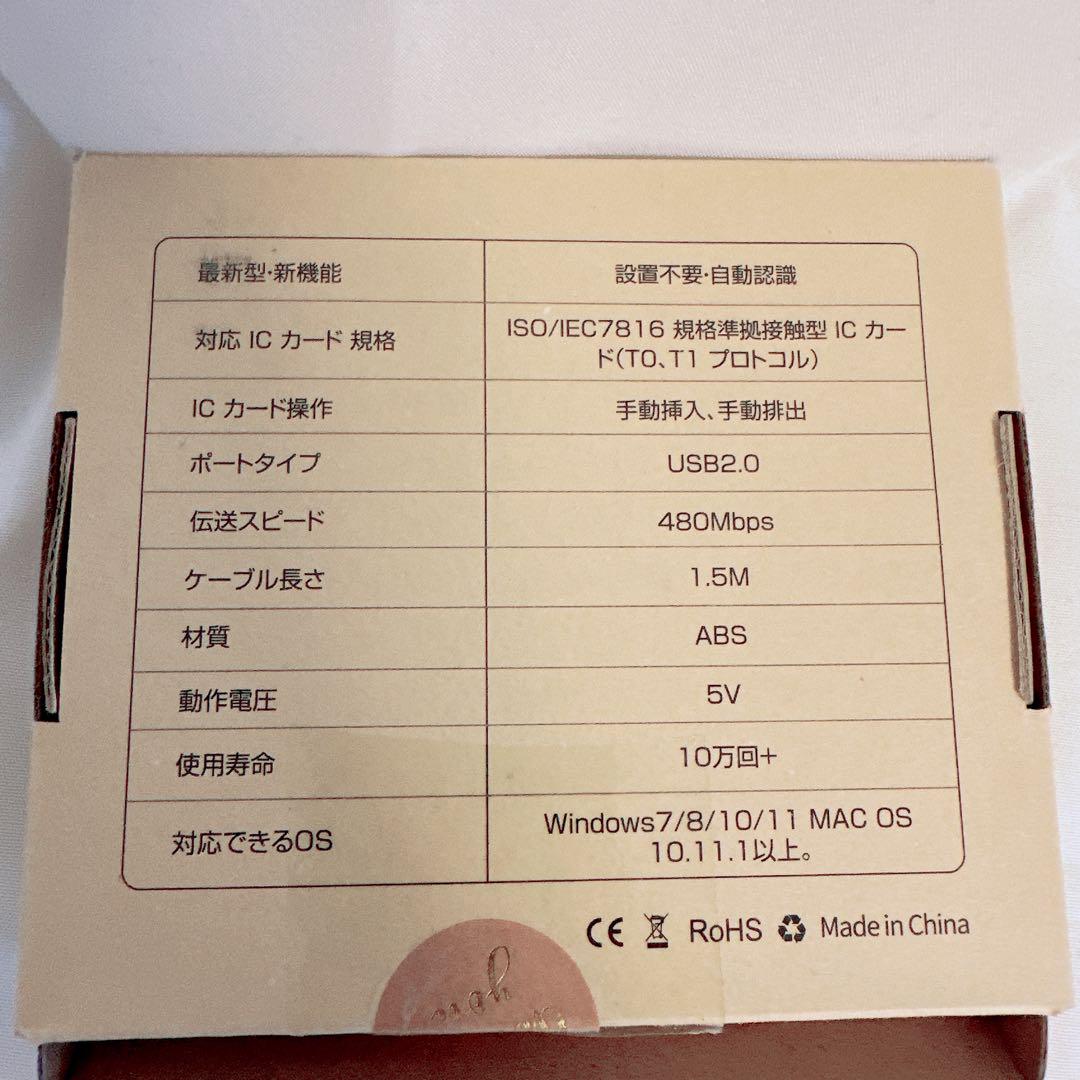 最新型・新機能
設置不要・自動認識
対応 IC カード 規格
ISO/IEC7816 規格準拠接触型 IC カー
ド(T0、T1 プロトコル)
IC カード操作
手動挿入、手動排出
ポートタイプ
USB2.0
伝送スピード
480Mbps
ケーブル長さ
1.5M
材質
ABS
動作電圧
5V
使用寿命
10万回+
対応できるOS
Windows7/8/10/11 MAC OS
10.11.1以上。
CE RoHS Made in China